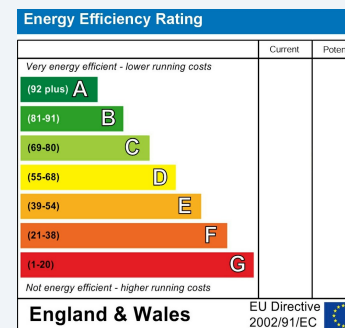 Energy Efficiency Rating
Current
Very energy efficient - lower running costs
(92 plus) A
(81-91) B
(69-80) C
(55-68) D
(39-54) E
(21-38) F
(1-20) G
Not energy efficient - higher running costs
England & Wales
EU Directive
2002/91/EC